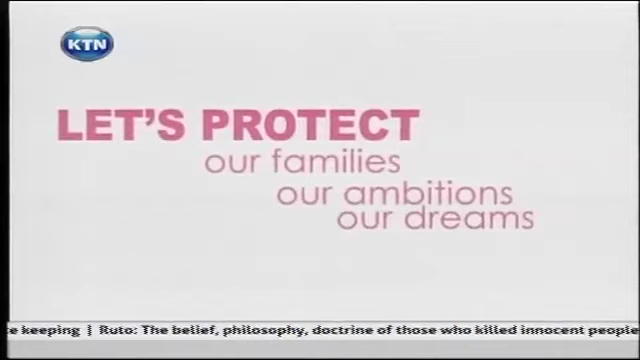 KTN
LET'S PROTECT
our families
our ambitions
our dreams
keeping | Ruto: The belief, philosophy, doctrine of those who killed innocent people